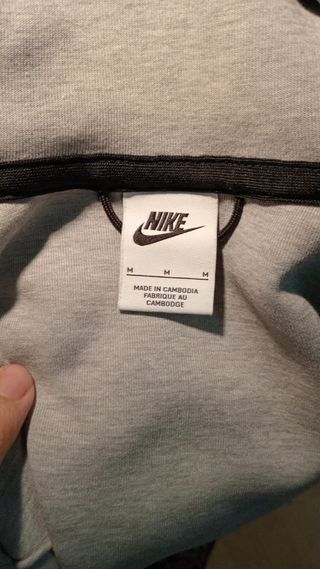 NIKE
M M M
MADE IN CAMBODIA
FABRIQUE AU
CAMBODGE